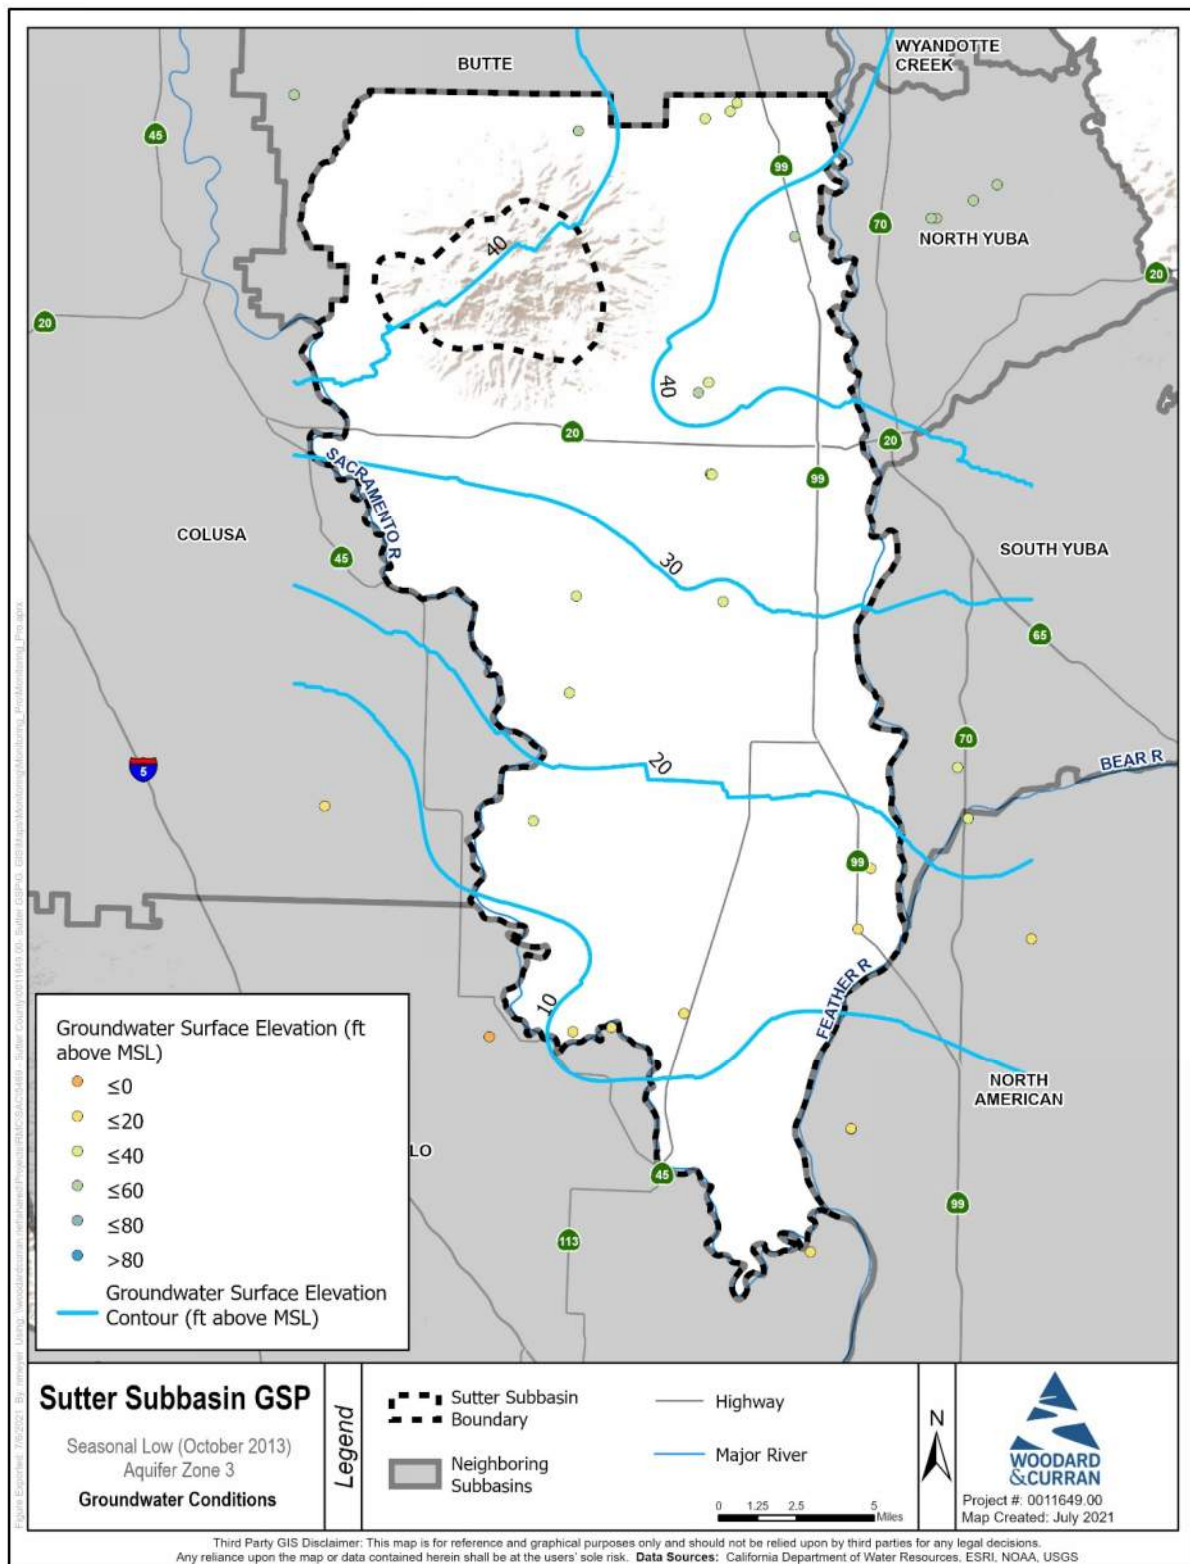 WYANDOTTE
CREEK
BUTTE
45
99
70
NORTH YUBA
20
40
20
40
20
20
99
SACRAMENTO R
COLUSA
45
30
SOUTH YUBA
65
70
BEAR R
5
20
99
FEATHER R
10
NORTH
AMERICAN
LO
45
99
113
Groundwater Surface Elevation (ft
above MSL)
≤0
≤20
≤40
≤60
≤80
>80
Groundwater Surface Elevation
Contour (ft above MSL)
Sutter Subbasin GSP
Seasonal Low (October 2013)
Aquifer Zone 3
Groundwater Conditions
Legend
Sutter Subbasin
Boundary
Neighboring
Subbasins
Highway
Major River
N
0 1.25 2.5 5
Miles
WOODARD
&CURRAN
Project #: 0011649.00
Map Created: July 2021
Third Party GIS Disclaimer: This map is for reference and graphical purposes only and should not be relied upon by third parties for any legal decisions.
Any reliance upon the map or data contained herein shall be at the users' sole risk. Data Sources: California Department of Water Resources, ESRI, NOAA, USGS
Figure Exported: 7/6/2021